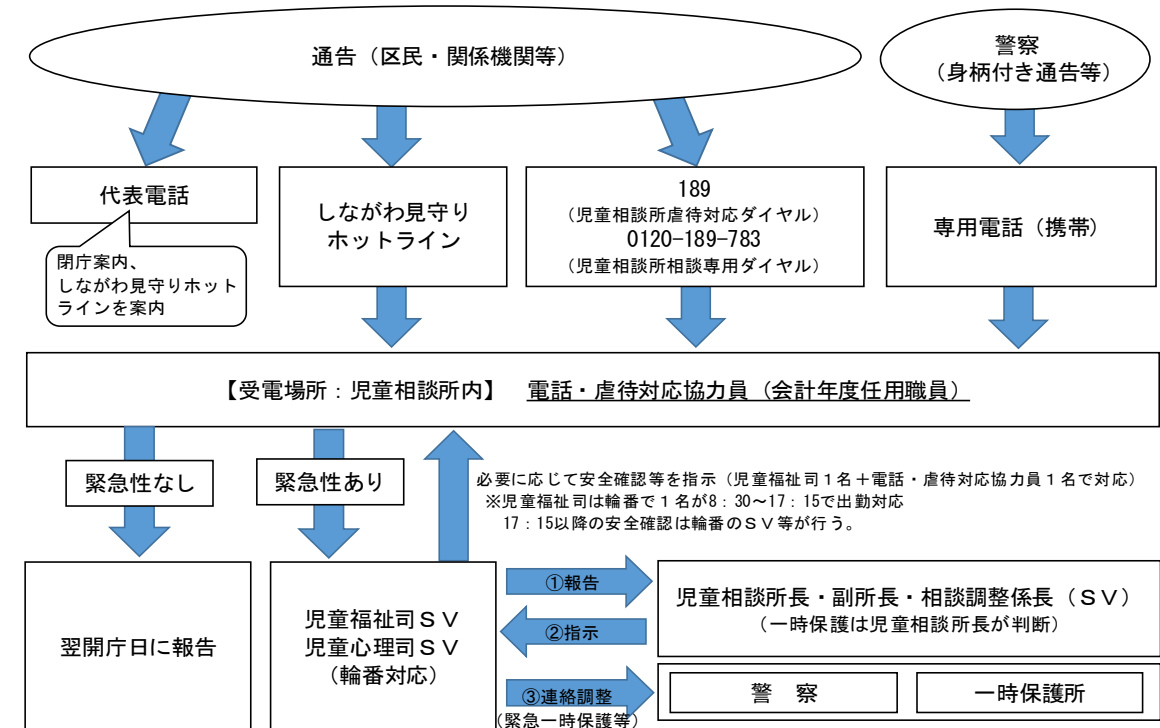 通告（区民・関係機関等）
警察
（身柄付き通告等）
代表電話
閉庁案内、
しながわ見守りホット
ラインを案内
しながわ見守り
ホットライン
189
（児童相談所虐待対応ダイヤル）
0120-189-783
（児童相談所相談専用ダイヤル）
専用電話（携帯）
【受電場所：児童相談所内】　電話・虐待対応協力員（会計年度任用職員）
緊急性なし
緊急性あり
必要に応じて安全確認等を指示（児童福祉司１名＋電話・虐待対応協力員１名で対応）
※児童福祉司は輪番で１名が8：30～17：15で出勤対応
17：15以降の安全確認は輪番のＳＶ等が行う。
翌開庁日に報告
児童福祉司ＳＶ
児童心理司ＳＶ
（輪番対応）
①報告
②指示
③連絡調整
（緊急一時保護等）
児童相談所長・副所長・相談調整係長（ＳＶ）
（一時保護は児童相談所長が判断）
警　察
一時保護所